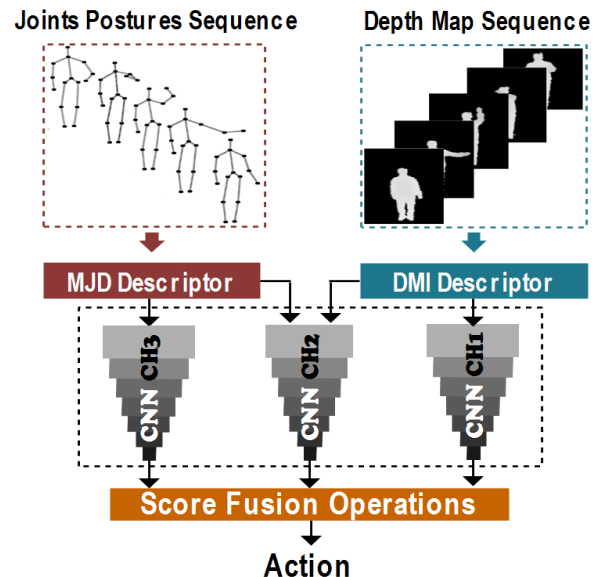 Joints Postures Sequence
Depth Map Sequence
MJD Descriptor
DMI Descriptor
CNN CH3
CNN CH2
CNN CH1
Score Fusion Operations
Action